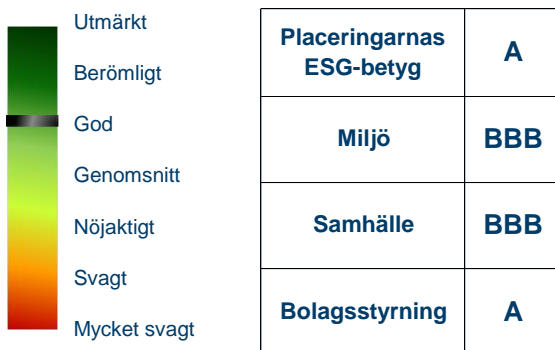 Utmärkt
Berömligt
God
Genomsnitt
Nöjaktigt
Svagt
Mycket svagt
Placeringarnas
ESG-betyg
A
Miljö
BBB
Samhälle
BBB
Bolagsstyrning
A